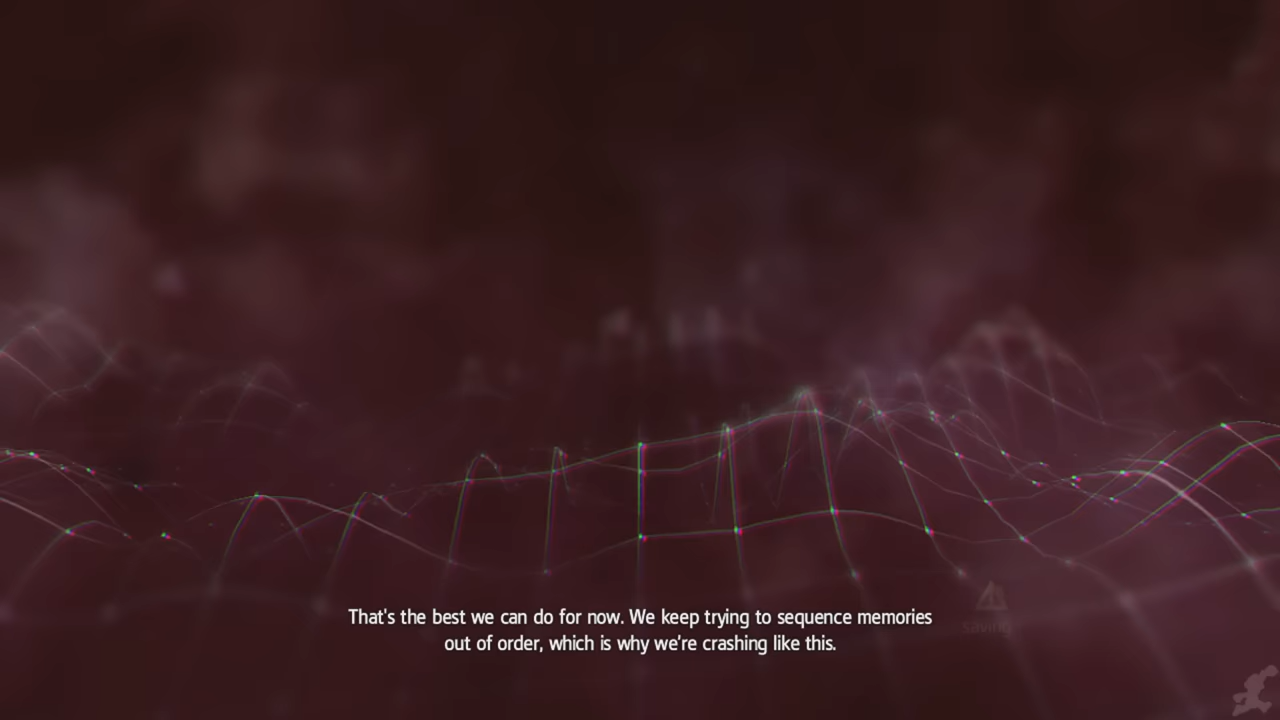 That's the best we can do for now. We keep trying to sequence memories
out of order, which is why we're crashing like this.
saving